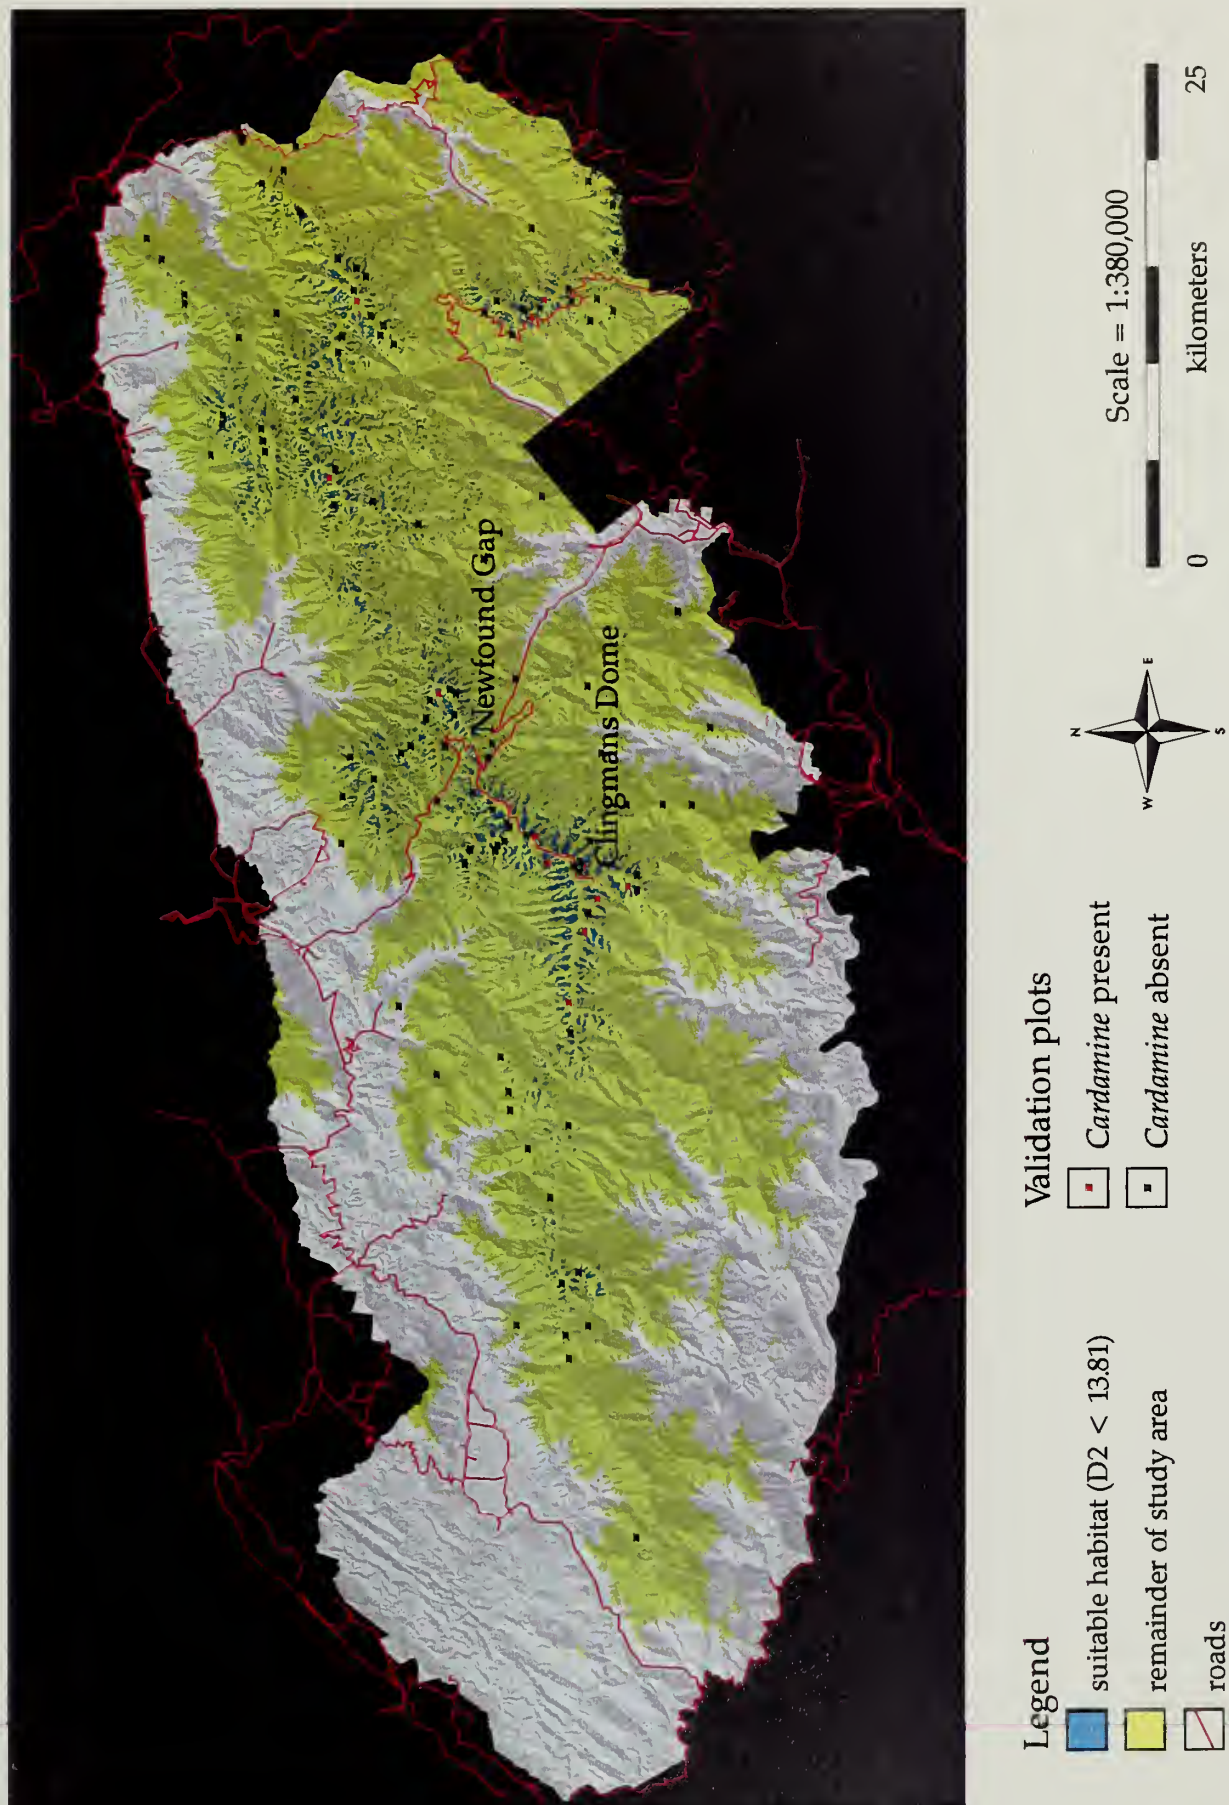 Newfound Gap
Clingmans Dome
Legend
suitable habitat (D2 < 13.81)
remainder of study area
roads
Validation plots
Cardamine present
Cardamine absent
N
W
E
S
Scale = 1:380,000
0
kilometers
25